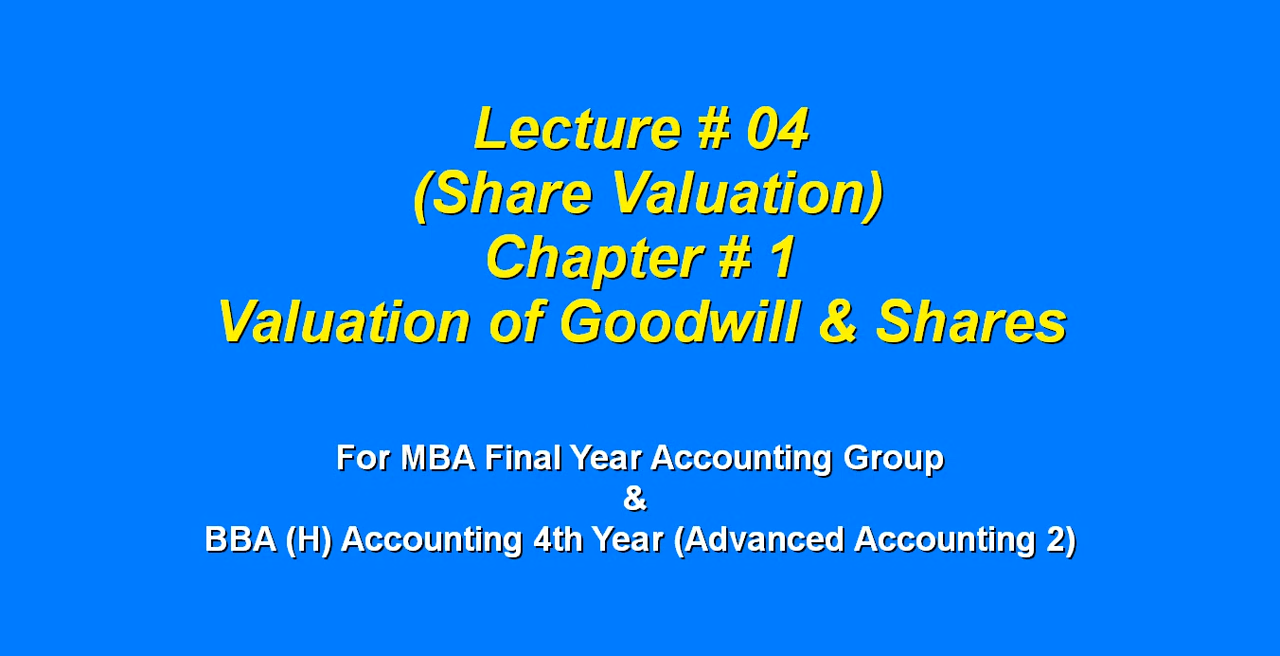 Lecture # 04
(Share Valuation)
Chapter # 1
Valuation of Goodwill & Shares
For MBA Final Year Accounting Group
&
BBA (H) Accounting 4th Year (Advanced Accounting 2)